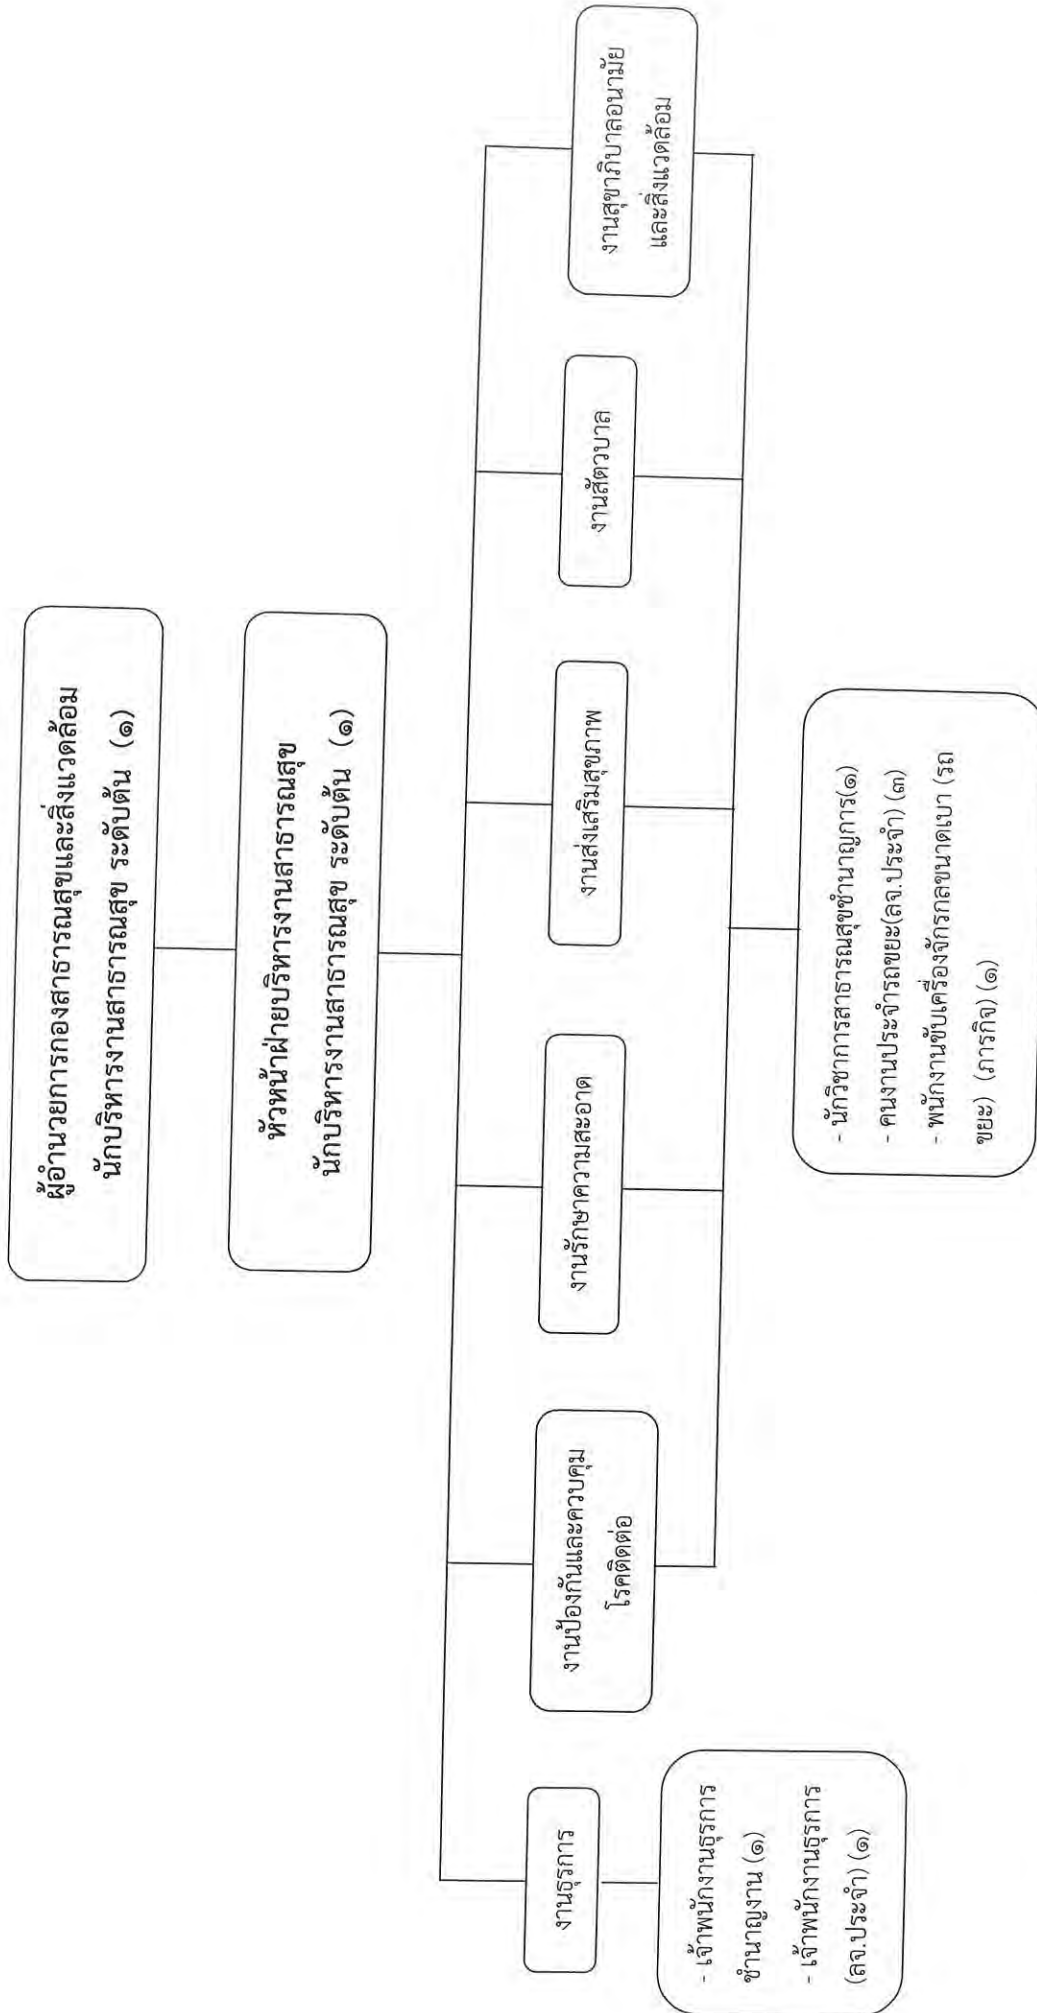 ผู้อำนวยการกองสาธารณสุขและสิ่งแวดล้อม
นักบริหารงานสาธารณสุข ระดับต้น (๑)
หัวหน้าฝ่ายบริหารงานสาธารณสุข
นักบริหารงานสาธารณสุข ระดับต้น (๑)
งานธุรการ
งานป้องกันและควบคุม
โรคติดต่อ
งานรักษาความสะอาด
งานส่งเสริมสุขภาพ
งานสัตวบาล
งานสุขาภิบาลอนามัย
และสิ่งแวดล้อม
- เจ้าพนักงานธุรการ
ชำนาญงาน (๑)
- เจ้าพนักงานธุรการ
(ลจ.ประจำ) (๑)
- นักวิชาการสาธารณสุขชำนาญการ(๑)
- คนงานประจำรถขยะ(ลจ.ประจำ) (๓)
- พนักงานขับเครื่องจักรกลขนาดเบา (รถ
ขยะ) (ภารกิจ) (๑)